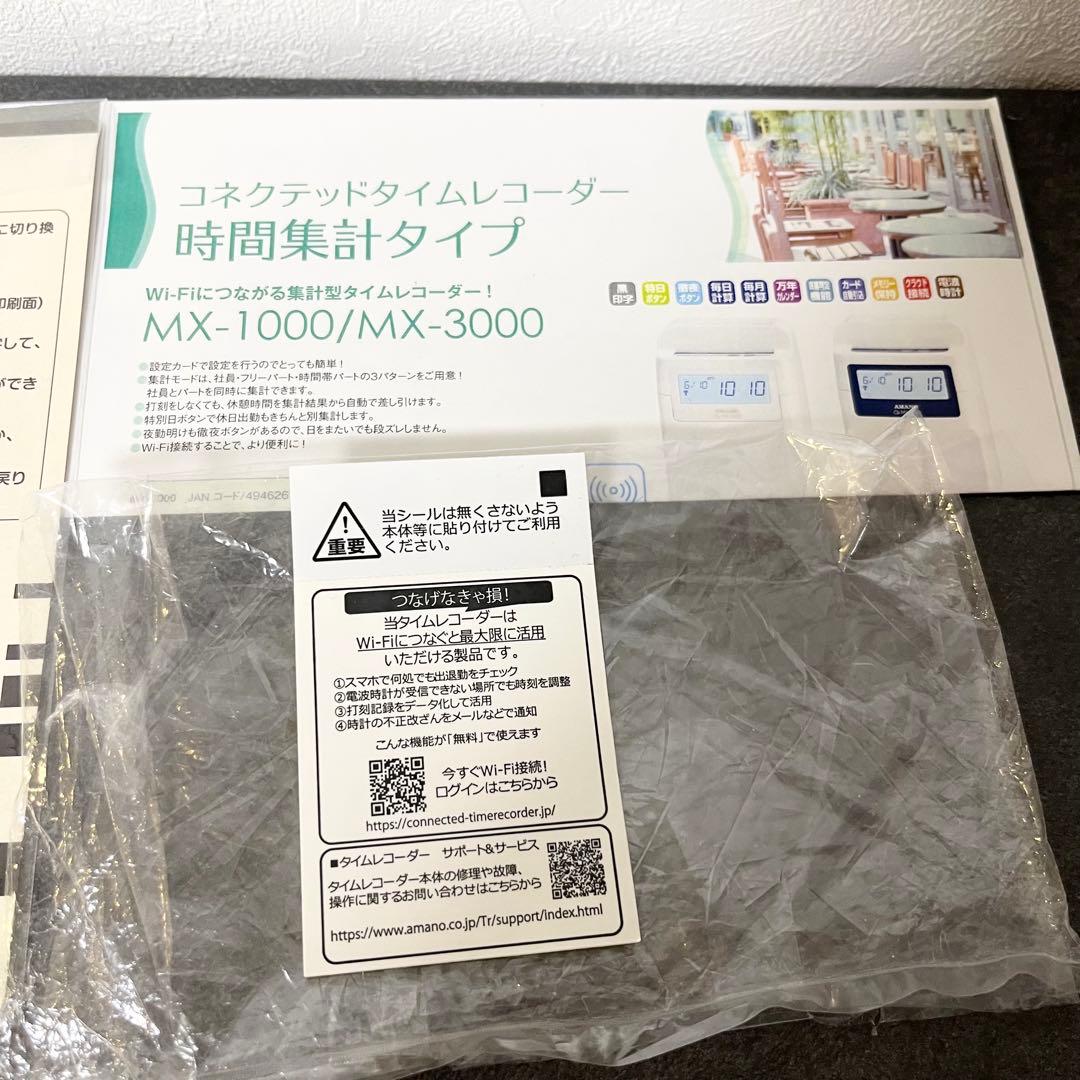 に切り換
印刷面)
して、
ができ
か、
戻り
コネクテッドタイムレコーダー
時間集計タイプ
Wi-Fiにつながる集計型タイムレコーダー!
MX-1000/MX-3000
黒印字 特日ボタン 徹夜ボタン 毎日計算 毎月計算 万年カレンダー カード自動引込 メモリー保持 クラウド接続 電波時計
●設定カードで設定を行うのでとっても簡単!
●集計モードは、社員・フリーパート・時間帯パートの3パターンをご用意!
社員とパートを同時に集計できます。
●打刻をしなくても、休憩時間を集計結果から自動で差し引けます。
●特別日ボタンで休日出勤もきちんと別集計します。
●夜勤明けも徹夜ボタンがあるので、日をまたいでも段ズレしません。
●Wi-Fi接続することで、より便利に!
6/10 10 10
6/10 10 10
AMANO
JANコード/494626
重要
当シールは無くさないよう
本体等に貼り付けてご利用
ください。
つなげなきゃ損!
当タイムレコーダーは
Wi-Fiにつなぐと最大限に活用
いただける製品です。
①スマホで何処でも出退勤をチェック
②電波時計が受信できない場所でも時刻を調整
③打刻記録をデータ化して活用
④時計の不正改ざんをメールなどで通知
こんな機能が「無料」で使えます
今すぐWi-Fi接続!
ログインはこちらから
https://connected-timerecorder.jp/
■タイムレコーダー サポート&サービス
タイムレコーダー本体の修理や故障、
操作に関するお問い合わせはこちらから
https://www.amano.co.jp/Tr/support/index.html